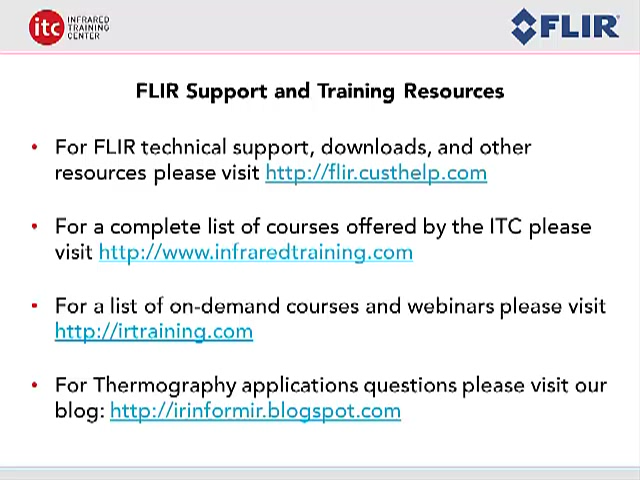 itc INFRARED
TRAINING
CENTER
FLIR
FLIR Support and Training Resources
• For FLIR technical support, downloads, and other
resources please visit http://flir.custhelp.com
• For a complete list of courses offered by the ITC please
visit http://www.infraredtraining.com
• For a list of on-demand courses and webinars please visit
http://irtraining.com
• For Thermography applications questions please visit our
blog: http://irinformir.blogspot.com